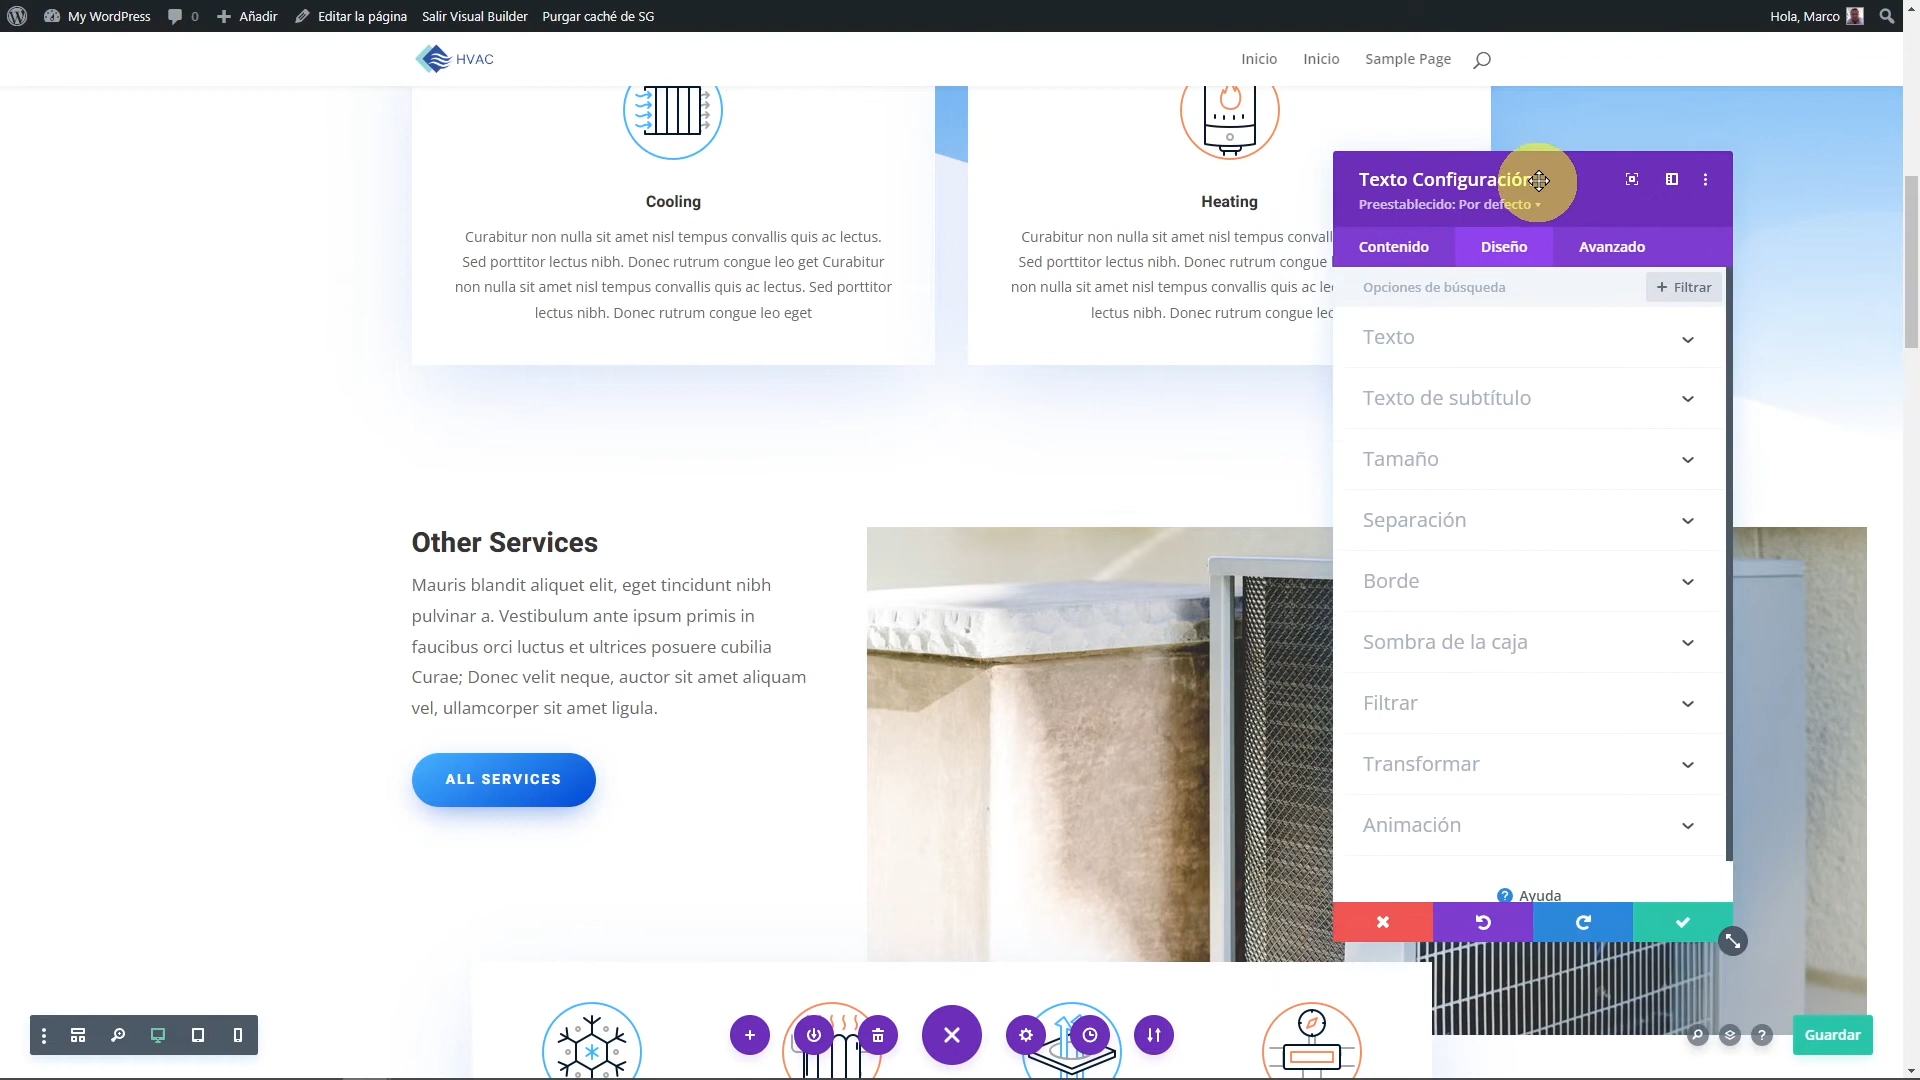 My WordPress
0
Añadir
Editar la página
Salir Visual Builder
Purgar caché de SG
Hola, Marco
HVAC
Inicio
Inicio
Sample Page
Cooling
Curabitur non nulla sit amet nisl tempus convallis quis ac lectus.
Sed porttitor lectus nibh. Donec rutrum congue leo get Curabitur
non nulla sit amet nisl tempus convallis quis ac lectus. Sed porttitor
lectus nibh. Donec rutrum congue leo eget
Heating
Curabitur non nulla sit amet nisl tempus
Sed porttitor lectus nibh. Donec rutrum congue
non nulla sit amet nisl tempus convallis quis ac
lectus nibh. Donec rutrum congue
Texto Configuración
Preestablecido: Por defecto
Contenido
Diseño
Avanzado
Opciones de búsqueda
+ Filtrar
Texto
Texto de subtítulo
Tamaño
Separación
Borde
Sombra de la caja
Filtrar
Transformar
Animación
? Ayuda
Other Services
Mauris blandit aliquet elit, eget tincidunt nibh
pulvinar a. Vestibulum ante ipsum primis in
faucibus orci luctus et ultrices posuere cubilia
Curae; Donec velit neque, auctor sit amet aliquam
vel, ullamcorper sit amet ligula.
ALL SERVICES
?
Guardar